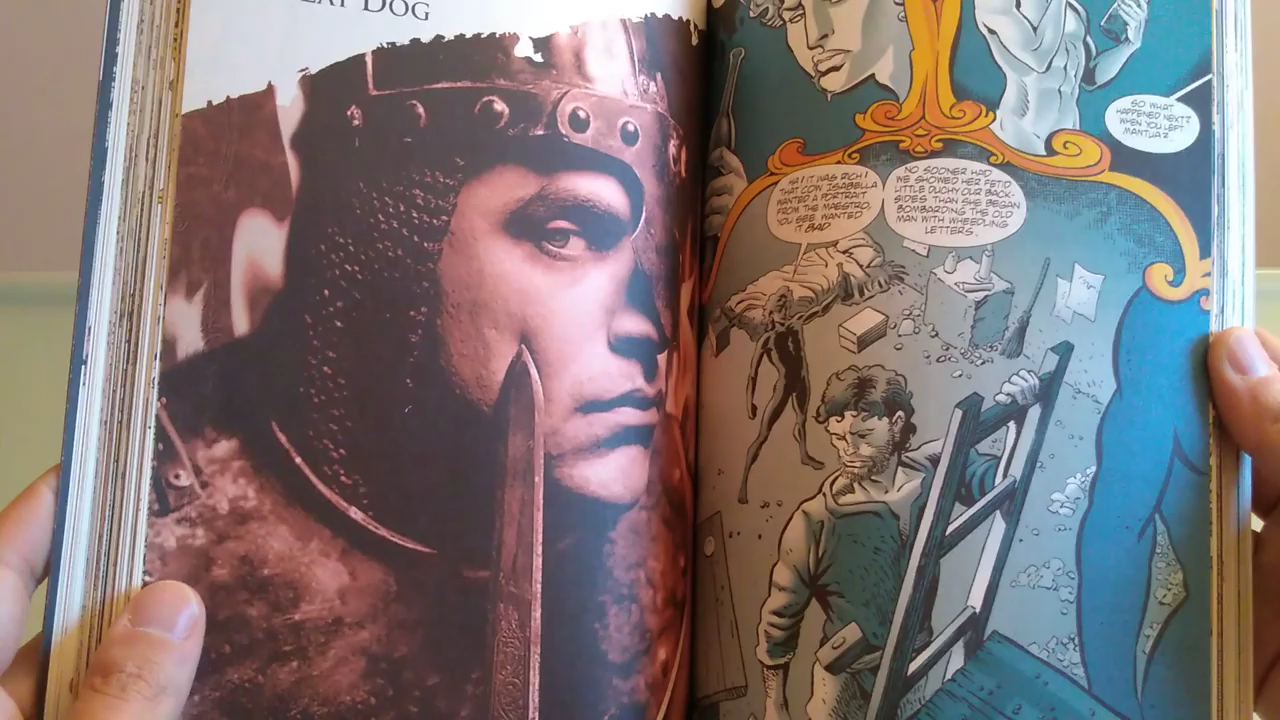 DOG
SO WHAT
HAPPENED NEXT?
WHEN YOU LEFT
MANTUA?
HA! IT WAS RICH!
THAT COW ISABELLA
WANTED A PORTRAIT
FROM THE MAESTRO,
YOU SEE. WANTED
IT BAD.
NO SOONER HAD
WE SHOWED HER FETID
LITTLE DUCHY OUR BACK-
SIDES THAN SHE BEGAN
BOMBARDING THE OLD
MAN WITH WHEEDLING
LETTERS.